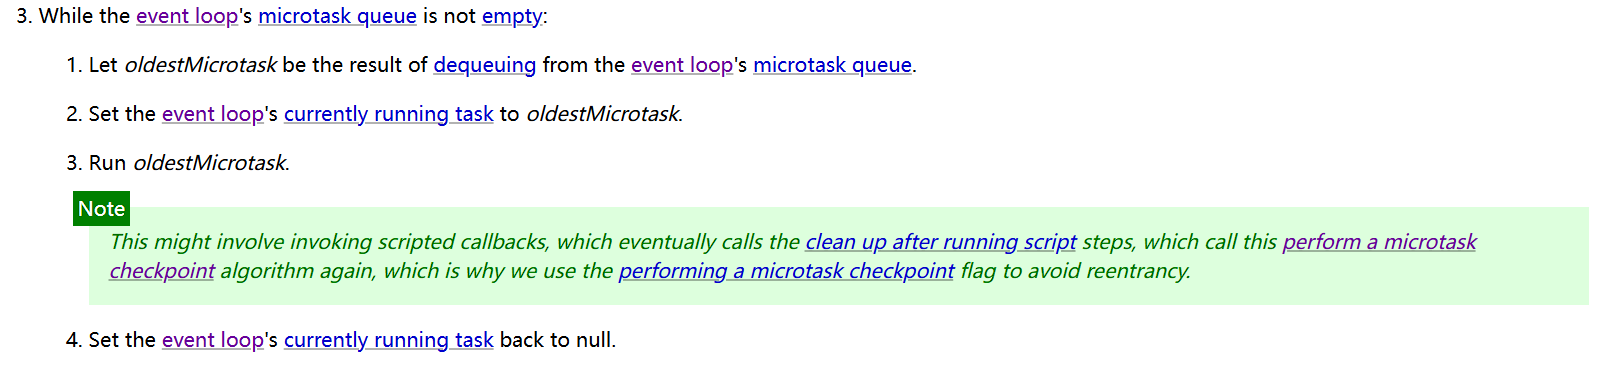 3. While the event loop's microtask queue is not empty:
1. Let oldestMicrotask be the result of dequeuing from the event loop's microtask queue.
2. Set the event loop's currently running task to oldestMicrotask.
3. Run oldestMicrotask.
Note
This might involve invoking scripted callbacks, which eventually calls the clean up after running script steps, which call this perform a microtask
checkpoint algorithm again, which is why we use the performing a microtask checkpoint flag to avoid reentrancy.
4. Set the event loop's currently running task back to null.